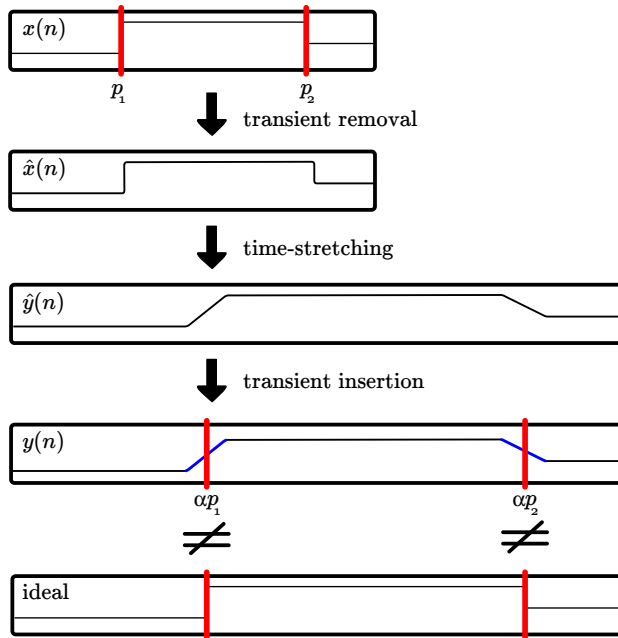 x(n)
p₁ p₂
transient removal
x̂(n)
time-stretching
ŷ(n)
transient insertion
y(n)
αp₁ αp₂
≠ ≠
ideal